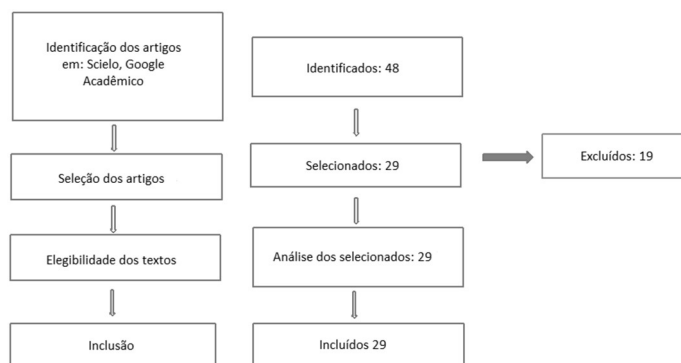 Identificação dos artigos
em: Scielo, Google
Acadêmico
Identificados: 48
Seleção dos artigos
Selecionados: 29
Excluídos: 19
Elegibilidade dos textos
Análise dos selecionados: 29
Inclusão
Incluídos 29